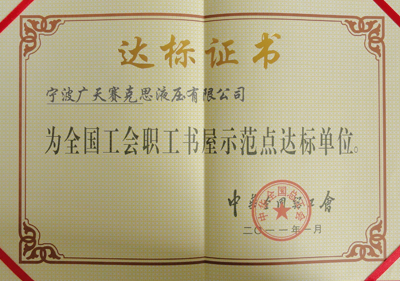 达标证书
宁波广天赛克思液压有限公司
为全国工会职工书屋示范点达标单位。
中华全国总工會
二〇一一年一月